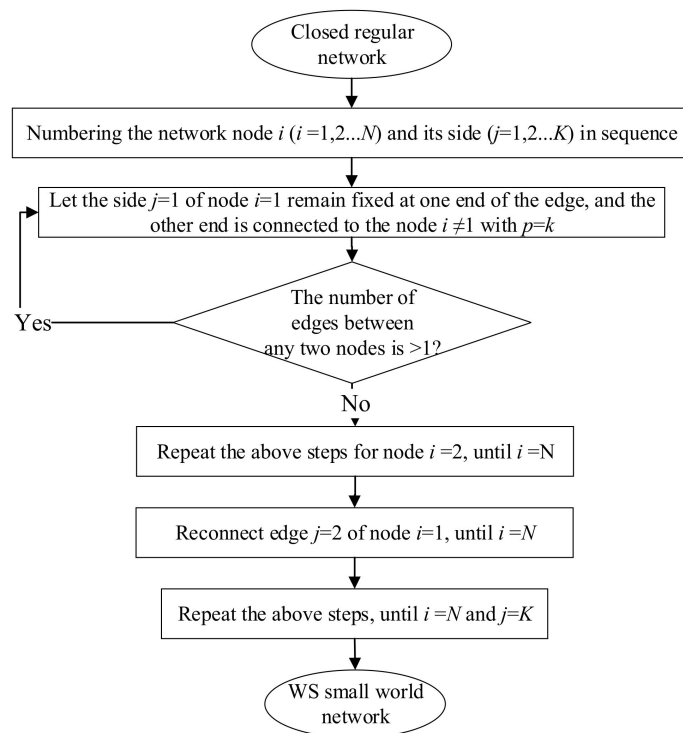 Closed regular
network
Numbering the network node i (i =1,2...N) and its side (j=1,2...K) in sequence
Let the side j=1 of node i=1 remain fixed at one end of the edge, and the
other end is connected to the node i ≠1 with p=k
The number of
edges between
any two nodes is >1?
Yes
No
Repeat the above steps for node i =2, until i =N
Reconnect edge j=2 of node i=1, until i =N
Repeat the above steps, until i =N and j=K
WS small world
network